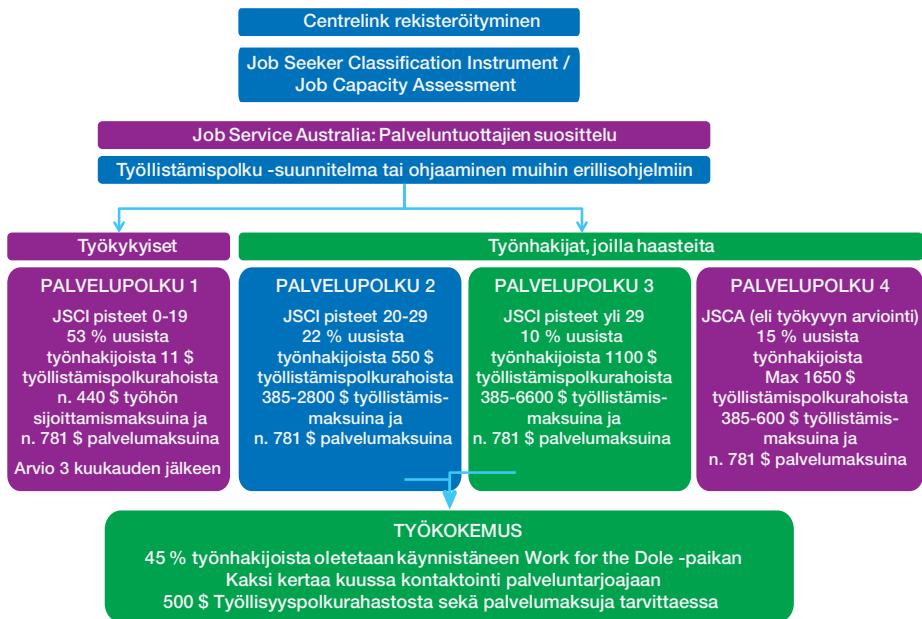 Centrelink rekisteröityminen
Job Seeker Classification Instrument /
Job Capacity Assessment
Job Service Australia: Palveluntuottajien suosittelu
Työllistämispolku -suunnitelma tai ohjaaminen muihin erillisohjelmiin
Työkykyiset
Työnhakijat, joilla haasteita
PALVELUPOLKU 1
JSCI pisteet 0-19
53 % uusista
työnhakijoista 11 $
työllistämispolkurahoista
n. 440 $ työhön
sijoittamismaksuina ja
n. 781 $ palvelumaksuina
Arvio 3 kuukauden jälkeen
PALVELUPOLKU 2
JSCI pisteet 20-29
22 % uusista
työnhakijoista 550 $
työllistämispolkurahoista
385-2800 $ työllistämis-
maksuina ja
n. 781 $ palvelumaksuina
PALVELUPOLKU 3
JSCI pisteet yli 29
10 % uusista
työnhakijoista 1100 $
työllistämispolkurahoista
385-6600 $ työllistämis-
maksuina ja
n. 781 $ palvelumaksuina
PALVELUPOLKU 4
JSCA (eli työkyvyn arviointi)
15 % uusista
työnhakijoista
Max 1650 $
työllistämispolkurahoista
385-600 $ työllistämis-
maksuina ja
n. 781 $ palvelumaksuina
TYÖKOKEMUS
45 % työnhakijoista oletetaan käynnistäneen Work for the Dole -paikan
Kaksi kertaa kuussa kontaktointi palveluntarjoajaan
500 $ Työllisyyspolkurahastosta sekä palvelumaksuja tarvittaessa